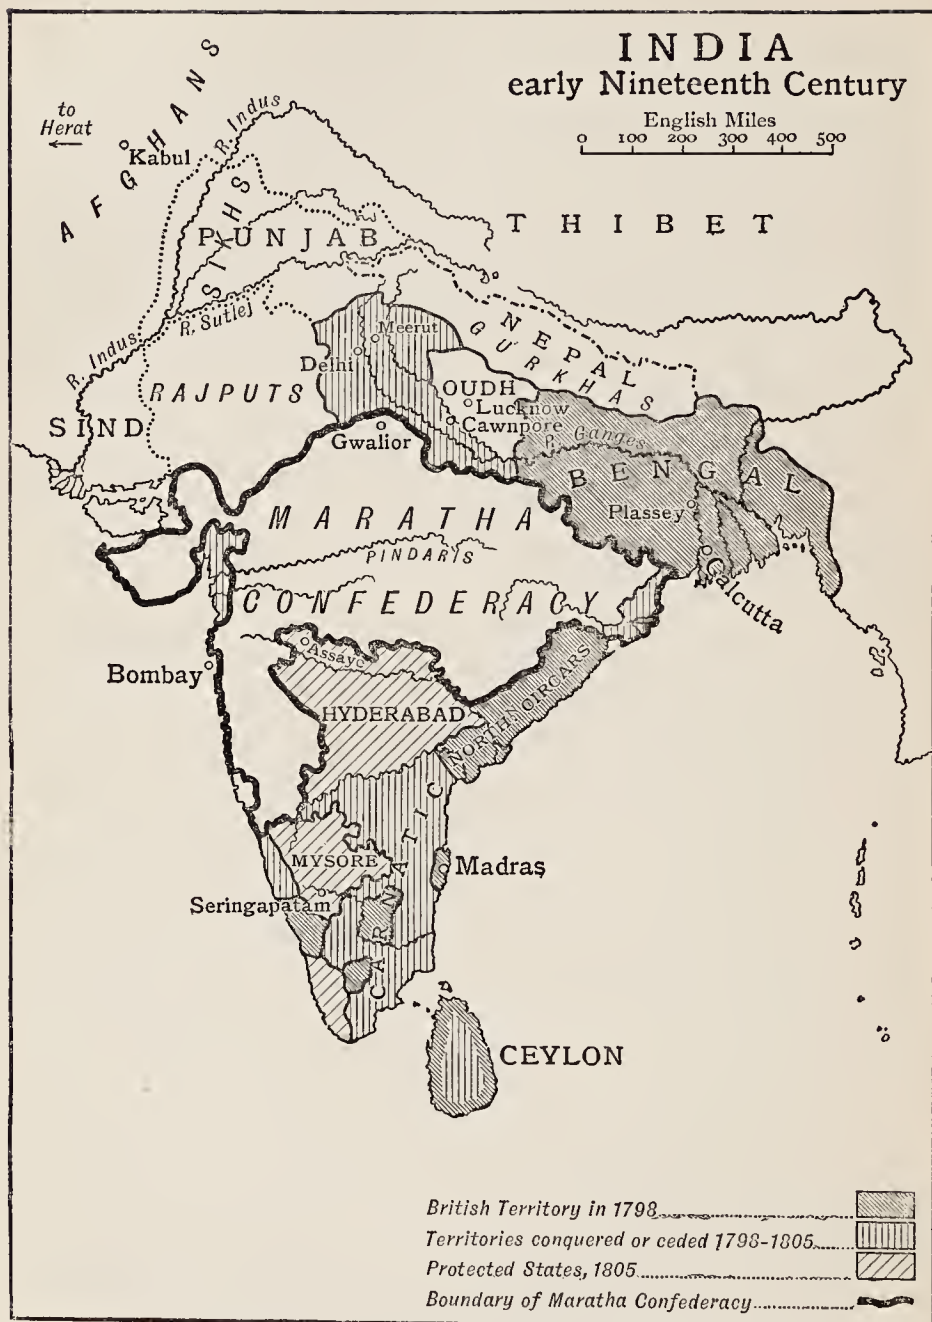 INDIA
early Nineteenth Century
English Miles
0 100 200 300 400 500
to
Herat
AFGHANS
Kabul
R. Indus
SIKHS
PUNJAB
THIBET
R. Sutlej
R. Indus
NEPAL
GURKHAS
Meerut
Delhi
RAJPUTS
OUDH
Lucknow
Cawnpore
SIND
Gwalior
R. Ganges
BENGAL
Plassey
Calcutta
MARATHA
PINDARIS
CONFEDERACY
Bombay
Assaye
HYDERABAD
NORTHN CIRCARS
CARNATIC
MYSORE
Madras
Seringapatam
CEYLON
British Territory in 1798
Territories conquered or ceded 1798-1805
Protected States, 1805
Boundary of Maratha Confederacy